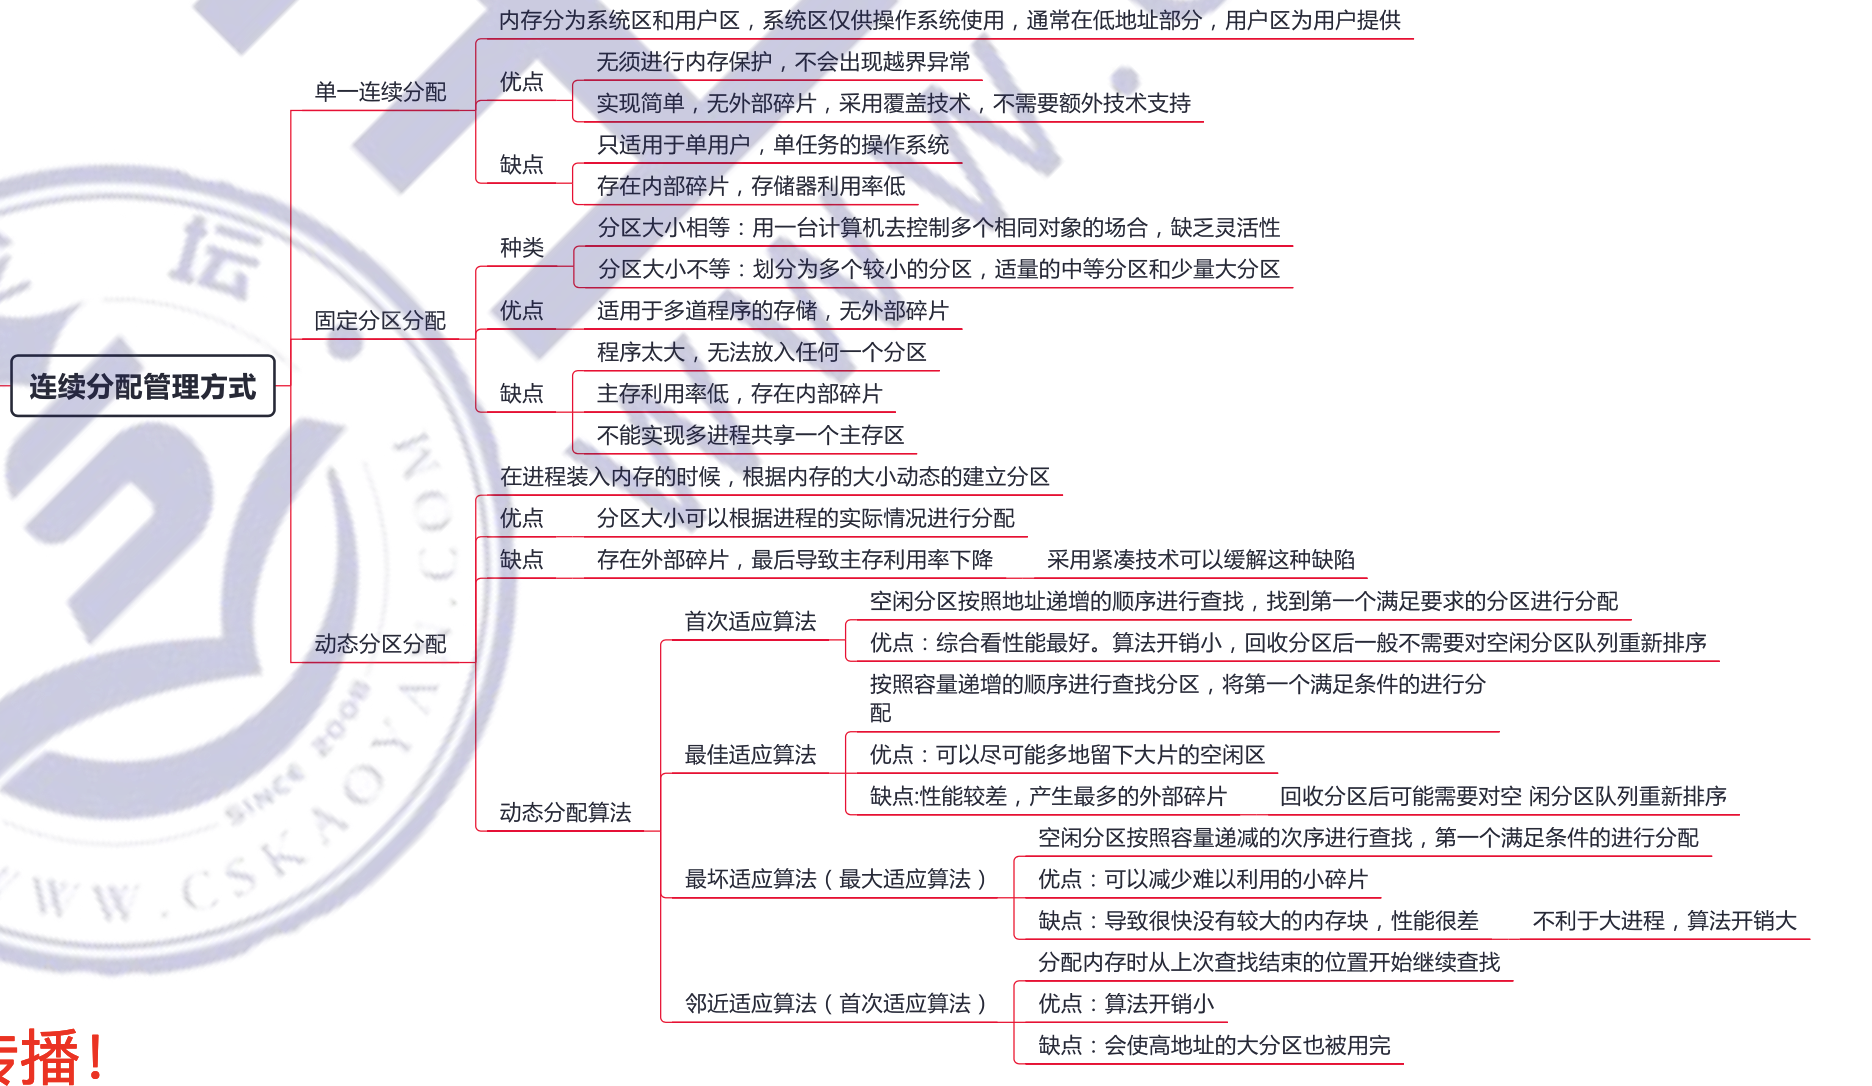 内存分为系统区和用户区，系统区仅供操作系统使用，通常在低地址部分，用户区为用户提供
单一连续分配
优点
无须进行内存保护，不会出现越界异常
实现简单，无外部碎片，采用覆盖技术，不需要额外技术支持
缺点
只适用于单用户，单任务的操作系统
存在内部碎片，存储器利用率低
固定分区分配
种类
分区大小相等：用一台计算机去控制多个相同对象的场合，缺乏灵活性
分区大小不等：划分为多个较小的分区，适量的中等分区和少量大分区
优点
适用于多道程序的存储，无外部碎片
缺点
程序太大，无法放入任何一个分区
主存利用率低，存在内部碎片
不能实现多进程共享一个主存区
连续分配管理方式
动态分区分配
在进程装入内存的时候，根据内存的大小动态的建立分区
优点
分区大小可以根据进程的实际情况进行分配
缺点
存在外部碎片，最后导致主存利用率下降
采用紧凑技术可以缓解这种缺陷
动态分配算法
首次适应算法
空闲分区按照地址递增的顺序进行查找，找到第一个满足要求的分区进行分配
优点：综合看性能最好。算法开销小，回收分区后一般不需要对空闲分区队列重新排序
最佳适应算法
按照容量递增的顺序进行查找分区，将第一个满足条件的进行分
配
优点：可以尽可能多地留下大片的空闲区
缺点:性能较差，产生最多的外部碎片
回收分区后可能需要对空 闲分区队列重新排序
最坏适应算法（最大适应算法）
空闲分区按照容量递减的次序进行查找，第一个满足条件的进行分配
优点：可以减少难以利用的小碎片
缺点：导致很快没有较大的内存块，性能很差
不利于大进程，算法开销大
邻近适应算法（首次适应算法）
分配内存时从上次查找结束的位置开始继续查找
优点：算法开销小
缺点：会使高地址的大分区也被用完
坛
SINCE 2008
WWW.CSKAOYAN.COM
www.
播！